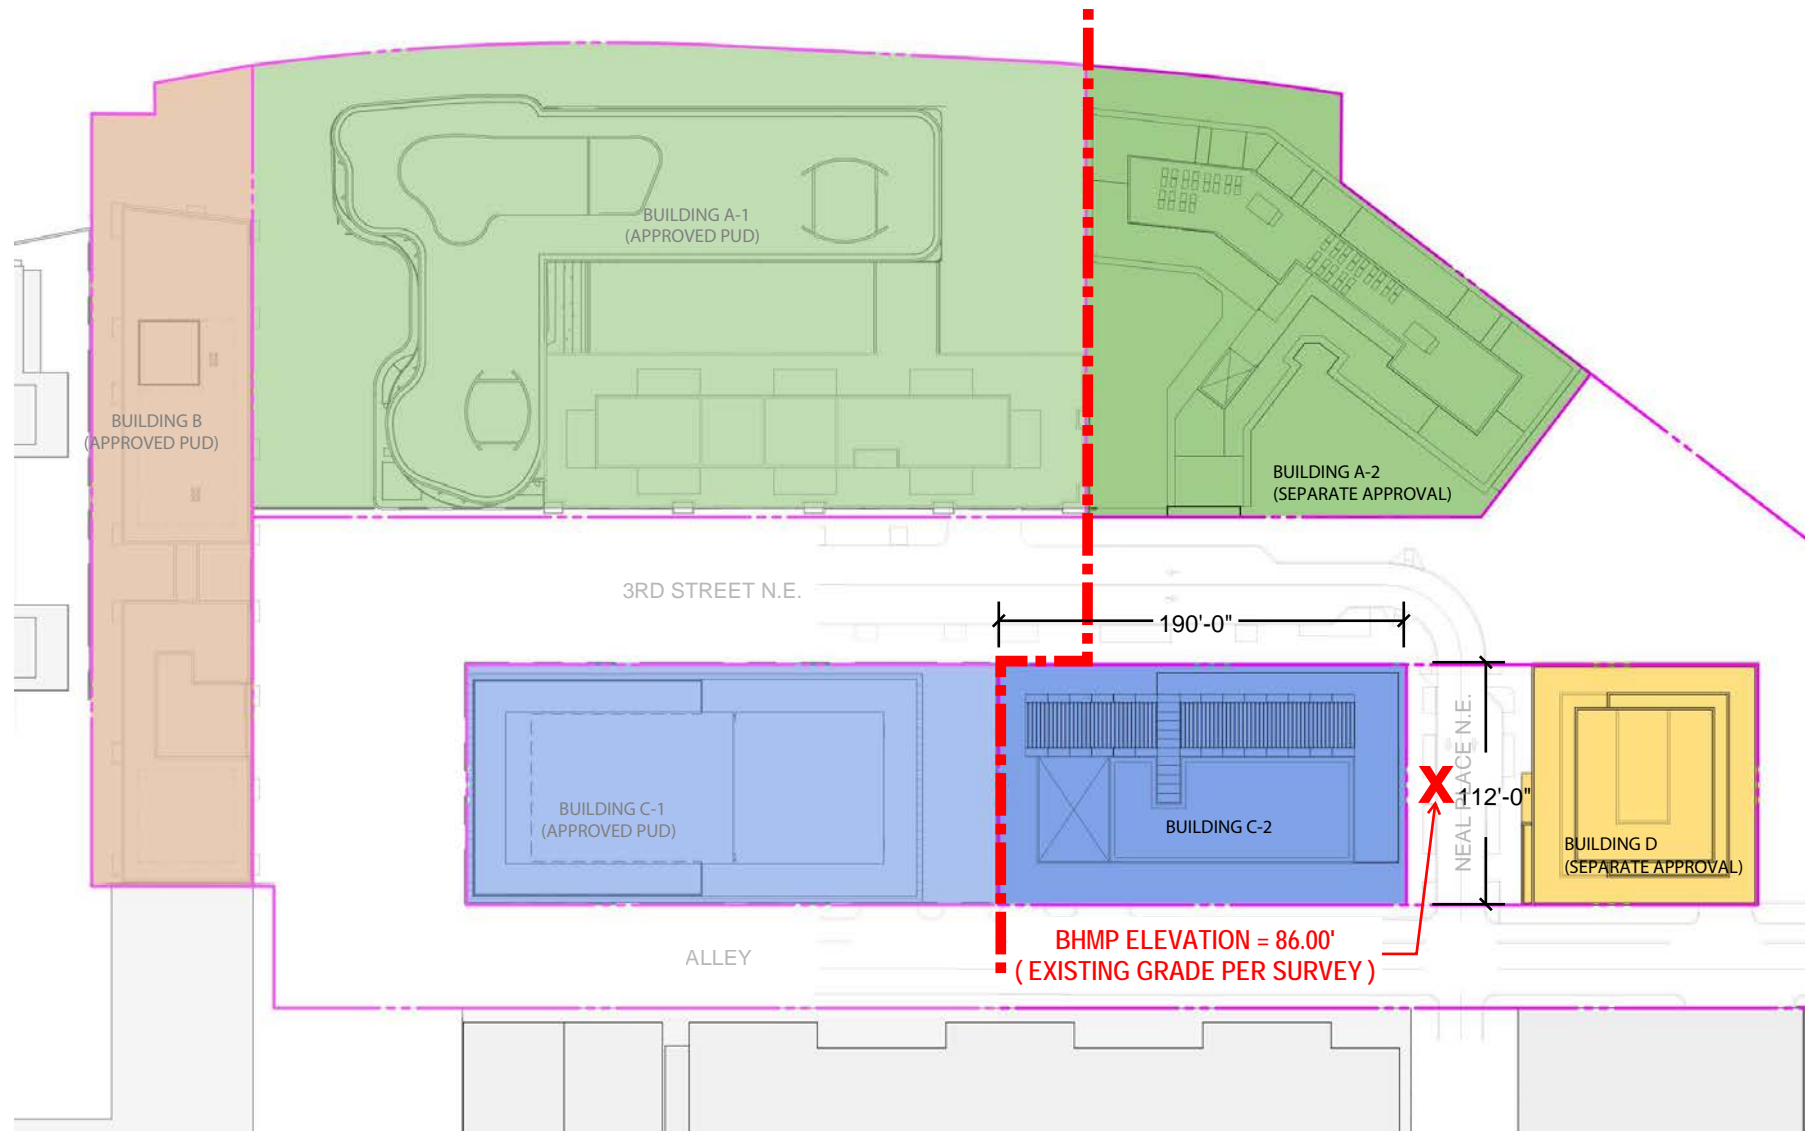 BUILDING A-1
(APPROVED PUD)
BUILDING B
(APPROVED PUD)
BUILDING A-2
(SEPARATE APPROVAL)
3RD STREET N.E.
190'-0"
NEAL PLACE N.E.
X
112'-0"
BUILDING C-1
(APPROVED PUD)
BUILDING C-2
BUILDING D
(SEPARATE APPROVAL)
BHMP ELEVATION = 86.00'
( EXISTING GRADE PER SURVEY )
ALLEY